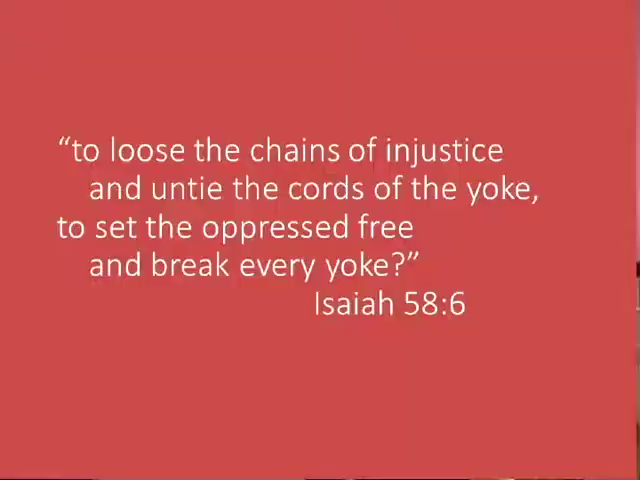 “to loose the chains of injustice
and untie the cords of the yoke,
to set the oppressed free
and break every yoke?”
Isaiah 58:6